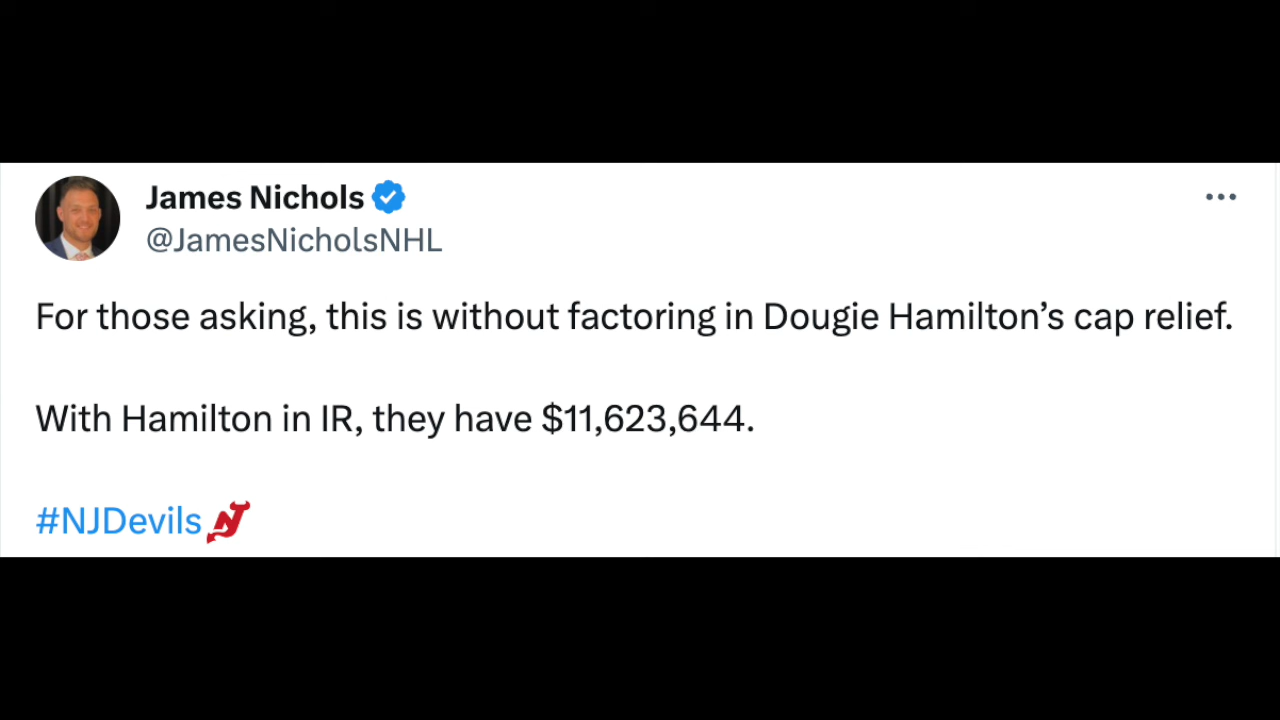 James Nichols
@JamesNicholsNHL
For those asking, this is without factoring in Dougie Hamilton’s cap relief.
With Hamilton in IR, they have $11,623,644.
#NJDevils